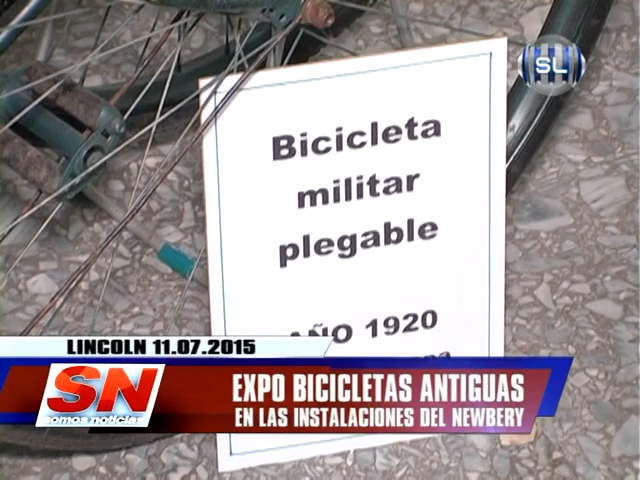 SL
Bicicleta
militar
plegable
AÑO 1920
LINCOLN 11.07.2015
SN
somos noticias
EXPO BICICLETAS ANTIGUAS
EN LAS INSTALACIONES DEL NEWBERY